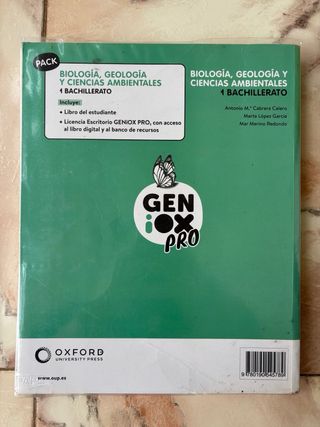 PACK
BIOLOGÍA, GEOLOGÍA
Y CIENCIAS AMBIENTALES
1 BACHILLERATO
Incluye:
• Libro del estudiante
• Licencia Escritorio GENiOX PRO, con acceso
al libro digital y al banco de recursos
BIOLOGÍA, GEOLOGÍA Y
CIENCIAS AMBIENTALES
1 BACHILLERATO
Antonio M.ª Cabrera Calero
Marta López García
Mar Merino Redondo
GEN
iOX
PRO
OXFORD
UNIVERSITY PRESS
www.oup.es
9780190545789